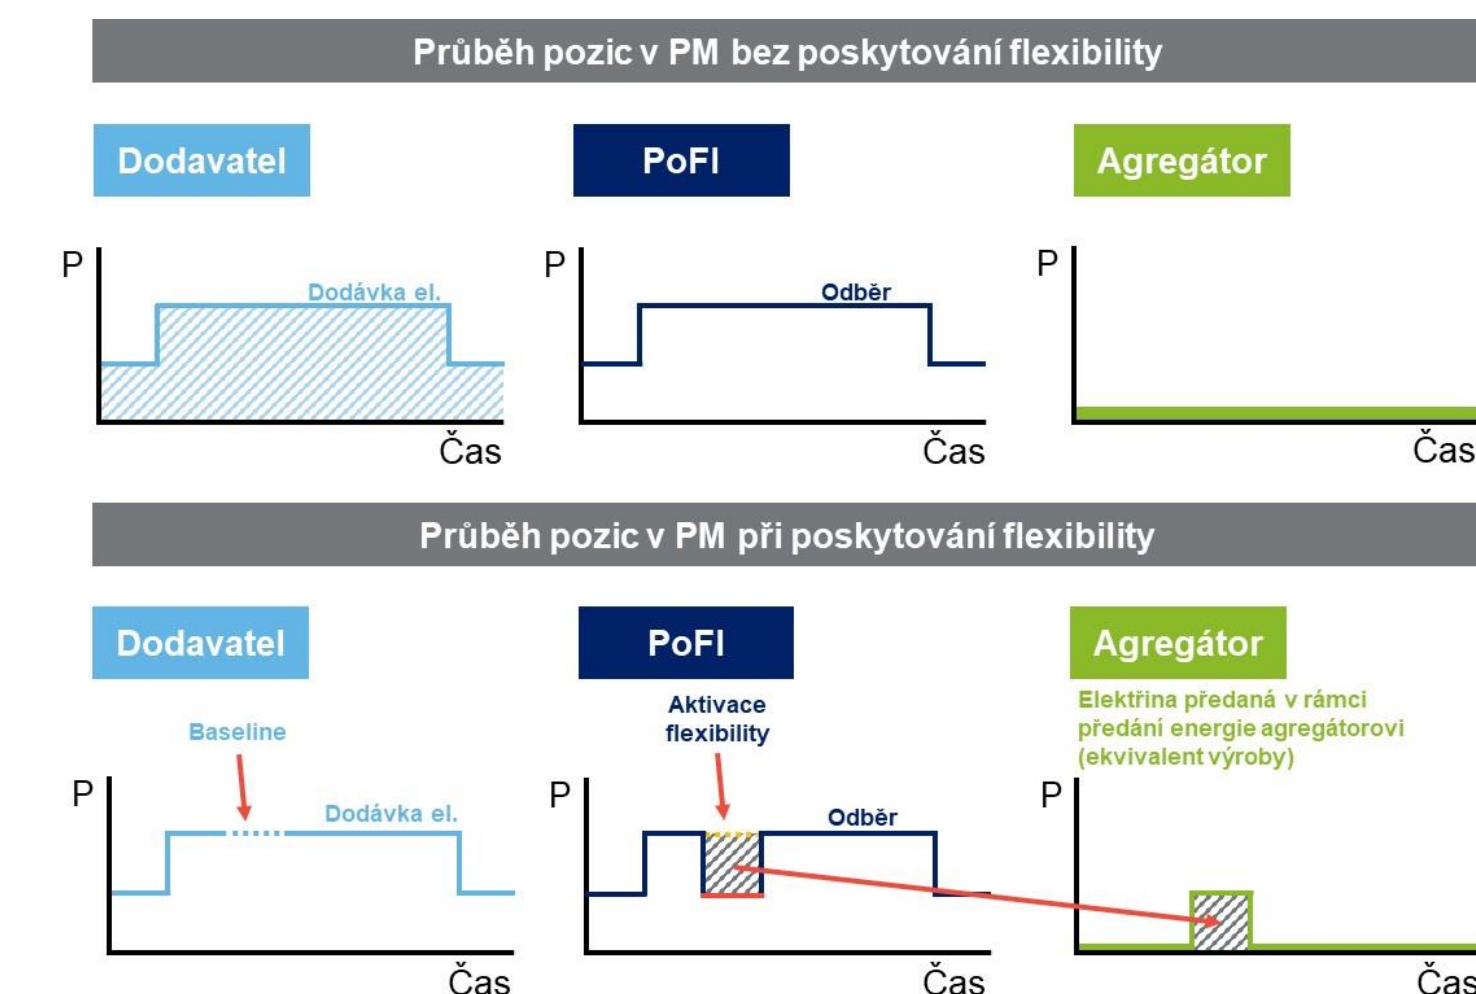 Průběh pozic v PM bez poskytování flexibility
Dodavatel
PoFl
Agregátor
P
Dodávka el.
Čas
P
Odběr
Čas
P
Čas
Průběh pozic v PM při poskytování flexibility
Dodavatel
PoFl
Agregátor
Baseline
P
Dodávka el.
Čas
Aktivace
flexibility
P
Odběr
Čas
Elektřina předaná v rámci
předání energie agregátorovi
(ekvivalent výroby)
P
Čas